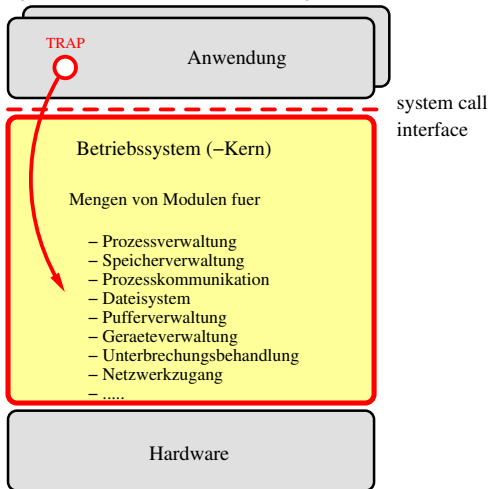 TRAP
Anwendung
system call
interface
Betriebssystem (−Kern)
Mengen von Modulen fuer
− Prozessverwaltung
− Speicherverwaltung
− Prozesskommunikation
− Dateisystem
− Pufferverwaltung
− Geraeteverwaltung
− Unterbrechungsbehandlung
− Netzwerkzugang
− .....
Hardware